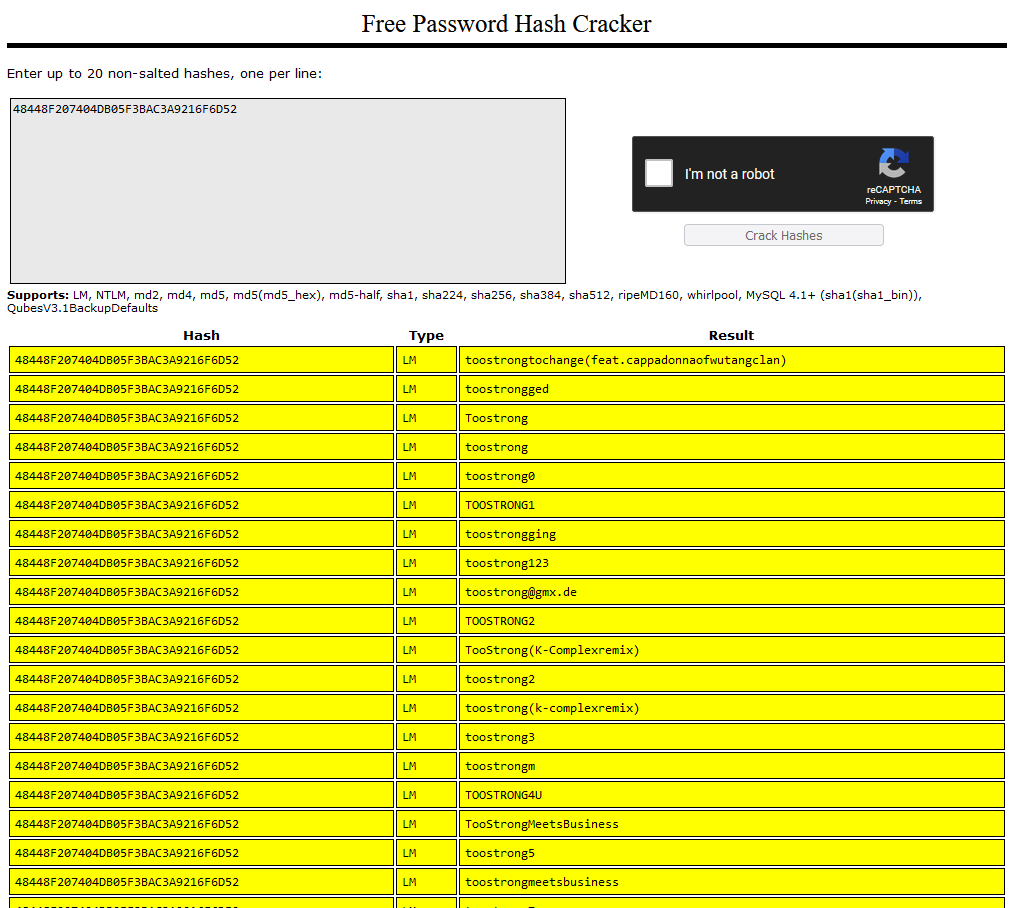 Free Password Hash Cracker
Enter up to 20 non-salted hashes, one per line:
48448F207404DB05F3BAC3A9216F6D52
I'm not a robot
reCAPTCHA
Privacy - Terms
Crack Hashes
Supports: LM, NTLM, md2, md4, md5, md5(md5_hex), md5-half, sha1, sha224, sha256, sha384, sha512, ripeMD160, whirlpool, MySQL 4.1+ (sha1(sha1_bin)),
QubesV3.1BackupDefaults
Hash Type Result
48448F207404DB05F3BAC3A9216F6D52 LM toostrongtochange(feat.cappadonnaofwutangclan)
48448F207404DB05F3BAC3A9216F6D52 LM toostrongged
48448F207404DB05F3BAC3A9216F6D52 LM Toostrong
48448F207404DB05F3BAC3A9216F6D52 LM toostrong
48448F207404DB05F3BAC3A9216F6D52 LM toostrong0
48448F207404DB05F3BAC3A9216F6D52 LM TOOSTRONG1
48448F207404DB05F3BAC3A9216F6D52 LM toostrongging
48448F207404DB05F3BAC3A9216F6D52 LM toostrong123
48448F207404DB05F3BAC3A9216F6D52 LM toostrong@gmx.de
48448F207404DB05F3BAC3A9216F6D52 LM TOOSTRONG2
48448F207404DB05F3BAC3A9216F6D52 LM TooStrong(K-Complexremix)
48448F207404DB05F3BAC3A9216F6D52 LM toostrong2
48448F207404DB05F3BAC3A9216F6D52 LM toostrong(k-complexremix)
48448F207404DB05F3BAC3A9216F6D52 LM toostrong3
48448F207404DB05F3BAC3A9216F6D52 LM toostrongm
48448F207404DB05F3BAC3A9216F6D52 LM TOOSTRONG4U
48448F207404DB05F3BAC3A9216F6D52 LM TooStrongMeetsBusiness
48448F207404DB05F3BAC3A9216F6D52 LM toostrong5
48448F207404DB05F3BAC3A9216F6D52 LM toostrongmeetsbusiness